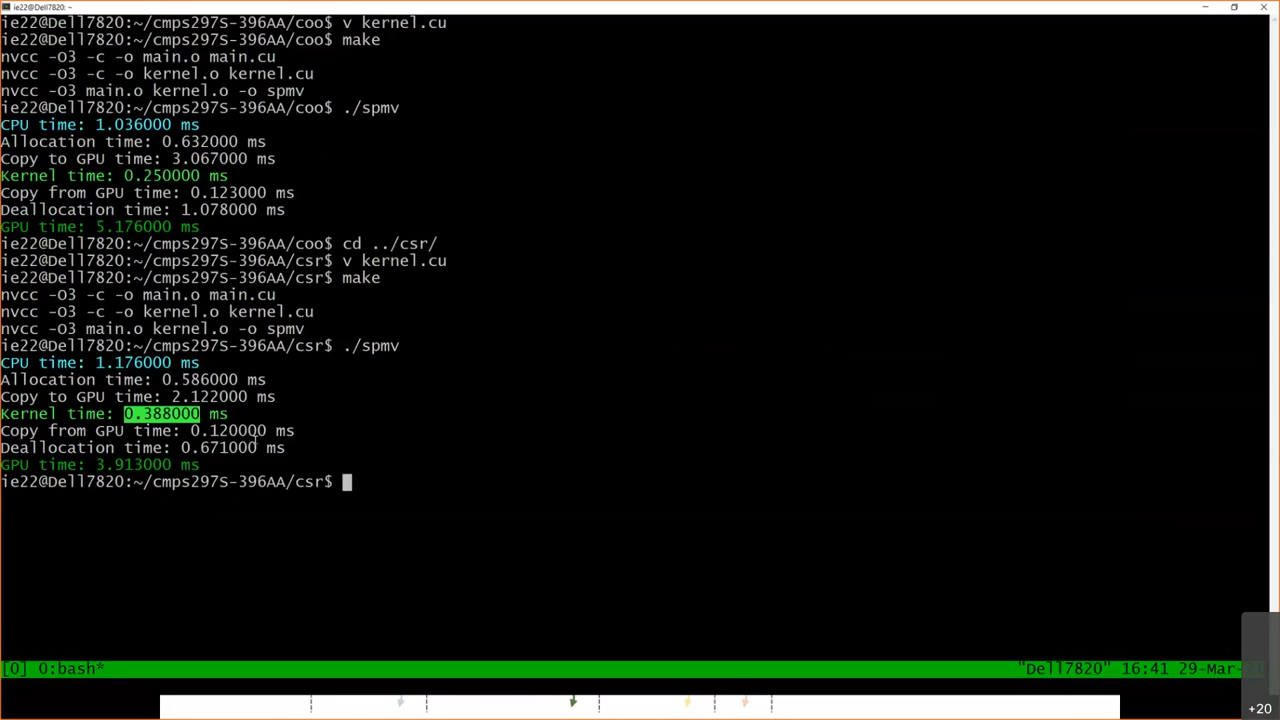 ie22@Dell7820: ~
ie22@Dell7820:~/cmps297S-396AA/coo$ v kernel.cu
ie22@Dell7820:~/cmps297S-396AA/coo$ make
nvcc -O3 -c -o main.o main.cu
nvcc -O3 -c -o kernel.o kernel.cu
nvcc -O3 main.o kernel.o -o spmv
ie22@Dell7820:~/cmps297S-396AA/coo$ ./spmv
CPU time: 1.036000 ms
Allocation time: 0.632000 ms
Copy to GPU time: 3.067000 ms
Kernel time: 0.250000 ms
Copy from GPU time: 0.123000 ms
Deallocation time: 1.078000 ms
GPU time: 5.176000 ms
ie22@Dell7820:~/cmps297S-396AA/coo$ cd ../csr/
ie22@Dell7820:~/cmps297S-396AA/csr$ v kernel.cu
ie22@Dell7820:~/cmps297S-396AA/csr$ make
nvcc -O3 -c -o main.o main.cu
nvcc -O3 -c -o kernel.o kernel.cu
nvcc -O3 main.o kernel.o -o spmv
ie22@Dell7820:~/cmps297S-396AA/csr$ ./spmv
CPU time: 1.176000 ms
Allocation time: 0.586000 ms
Copy to GPU time: 2.122000 ms
Kernel time: 0.388000 ms
Copy from GPU time: 0.120000 ms
Deallocation time: 0.671000 ms
GPU time: 3.913000 ms
ie22@Dell7820:~/cmps297S-396AA/csr$
[0] 0:bash* "Dell7820" 16:41 29-Mar-
+20